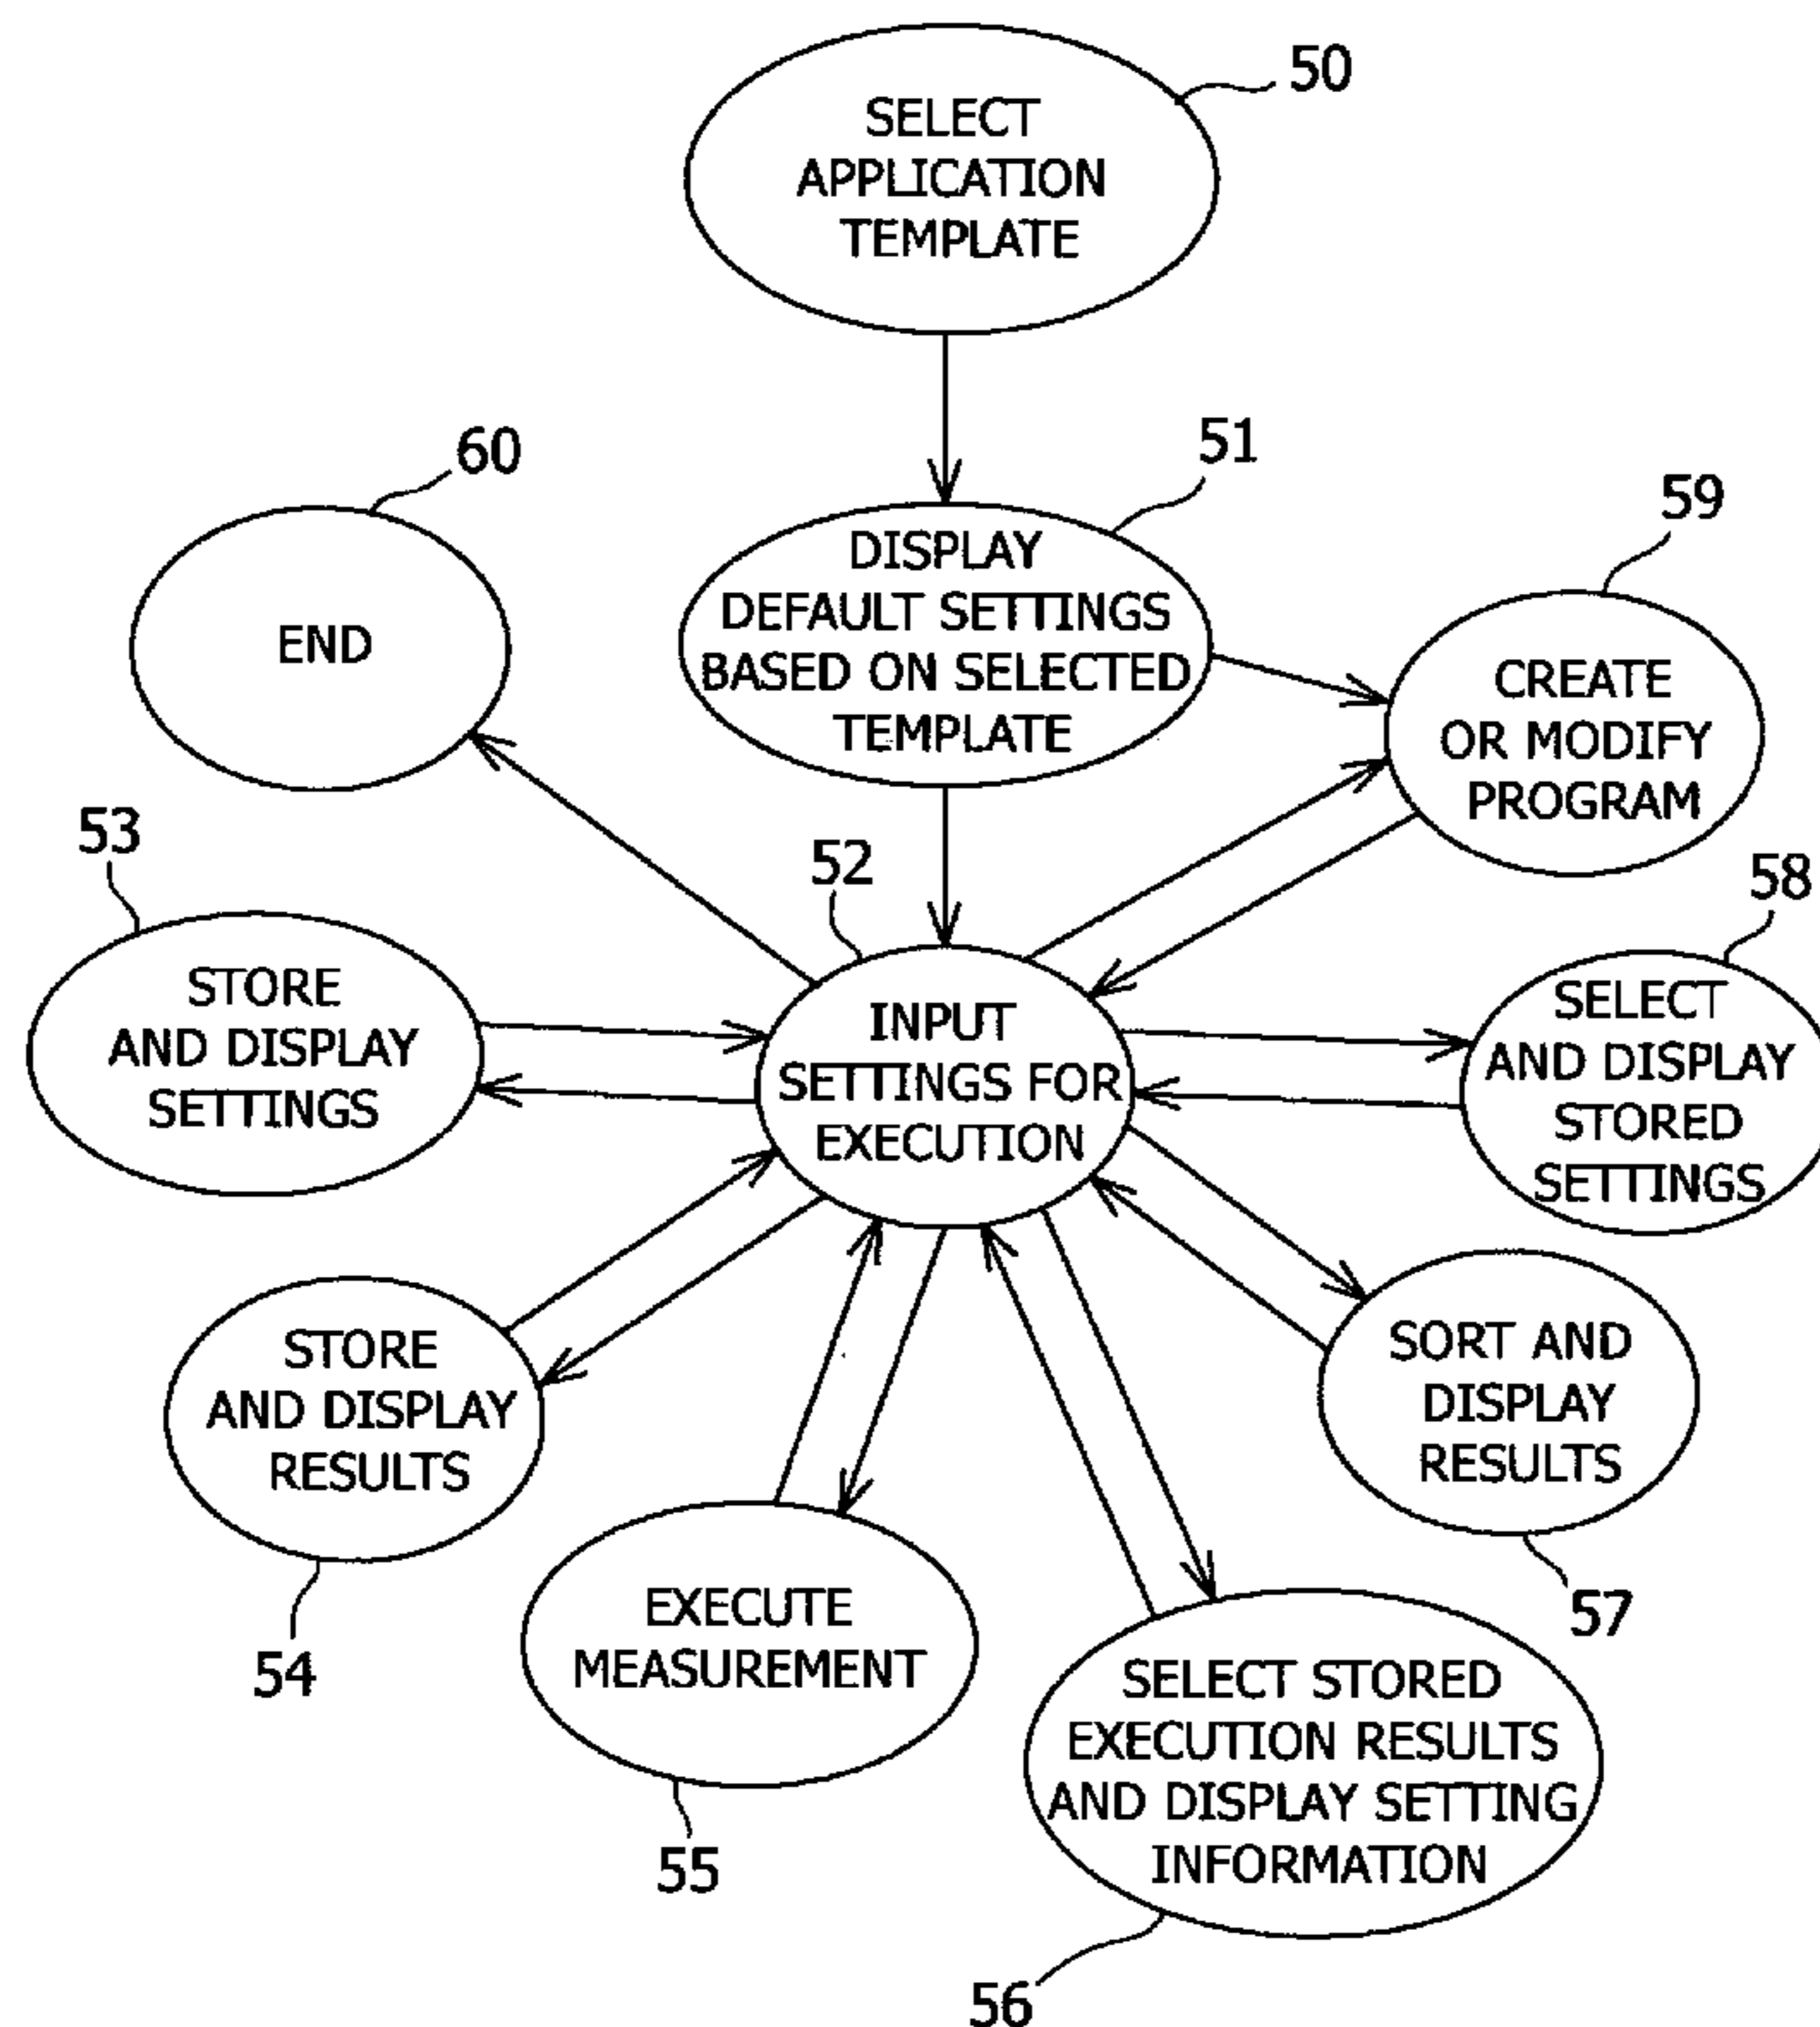 50
SELECT
APPLICATION
TEMPLATE
51
DISPLAY
DEFAULT SETTINGS
BASED ON SELECTED
TEMPLATE
60
END
59
CREATE
OR MODIFY
PROGRAM
53
STORE
AND DISPLAY
SETTINGS
52
INPUT
SETTINGS FOR
EXECUTION
58
SELECT
AND DISPLAY
STORED
SETTINGS
STORE
AND DISPLAY
RESULTS
54
EXECUTE
MEASUREMENT
55
SELECT STORED
EXECUTION RESULTS
AND DISPLAY SETTING
INFORMATION
56
SORT AND
DISPLAY
RESULTS
57